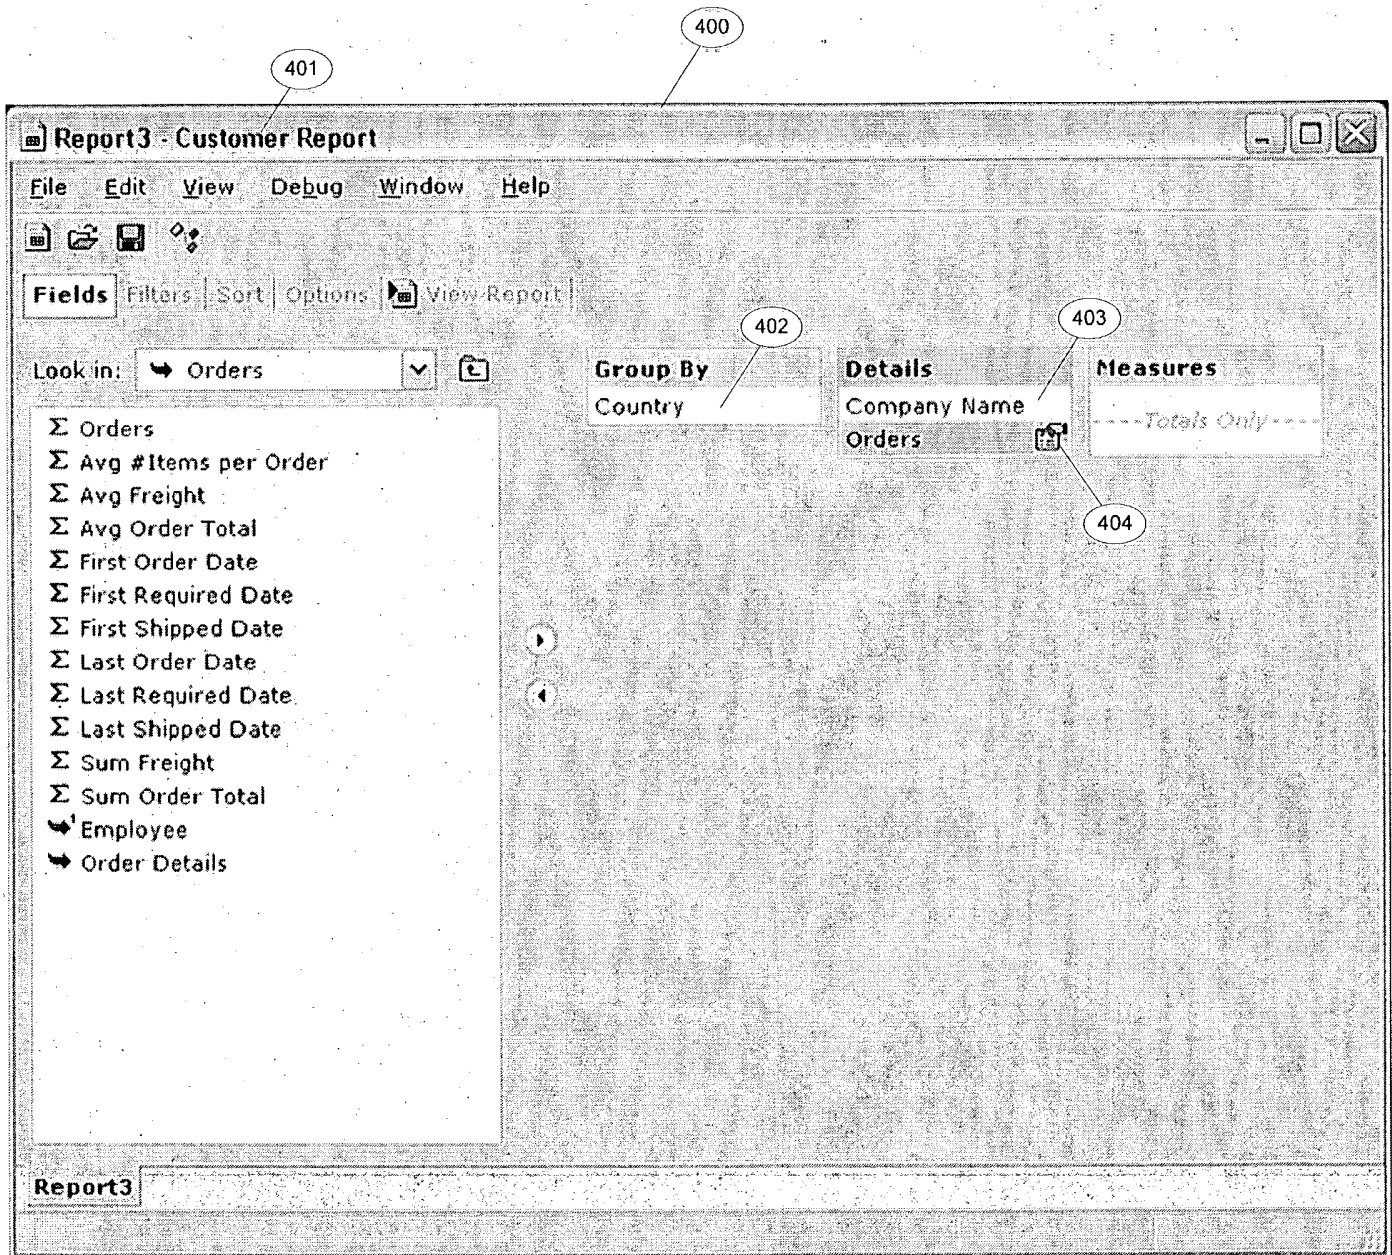 400
401
Report3 - Customer Report
File Edit View Debug Window Help
Fields Filters Sort Options View Report
402
403
Look in: Orders
Group By
Country
Details
Company Name
Orders
Measures
----Totals Only----
404
Σ Orders
Σ Avg #Items per Order
Σ Avg Freight
Σ Avg Order Total
Σ First Order Date
Σ First Required Date
Σ First Shipped Date
Σ Last Order Date
Σ Last Required Date
Σ Last Shipped Date
Σ Sum Freight
Σ Sum Order Total
1 Employee
Order Details
Report3